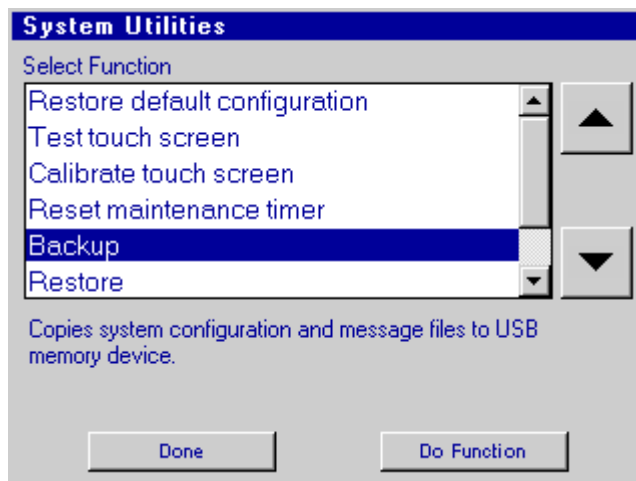 System Utilities
Select Function
Restore default configuration
Test touch screen
Calibrate touch screen
Reset maintenance timer
Backup
Restore
Copies system configuration and message files to USB
memory device.
Done
Do Function